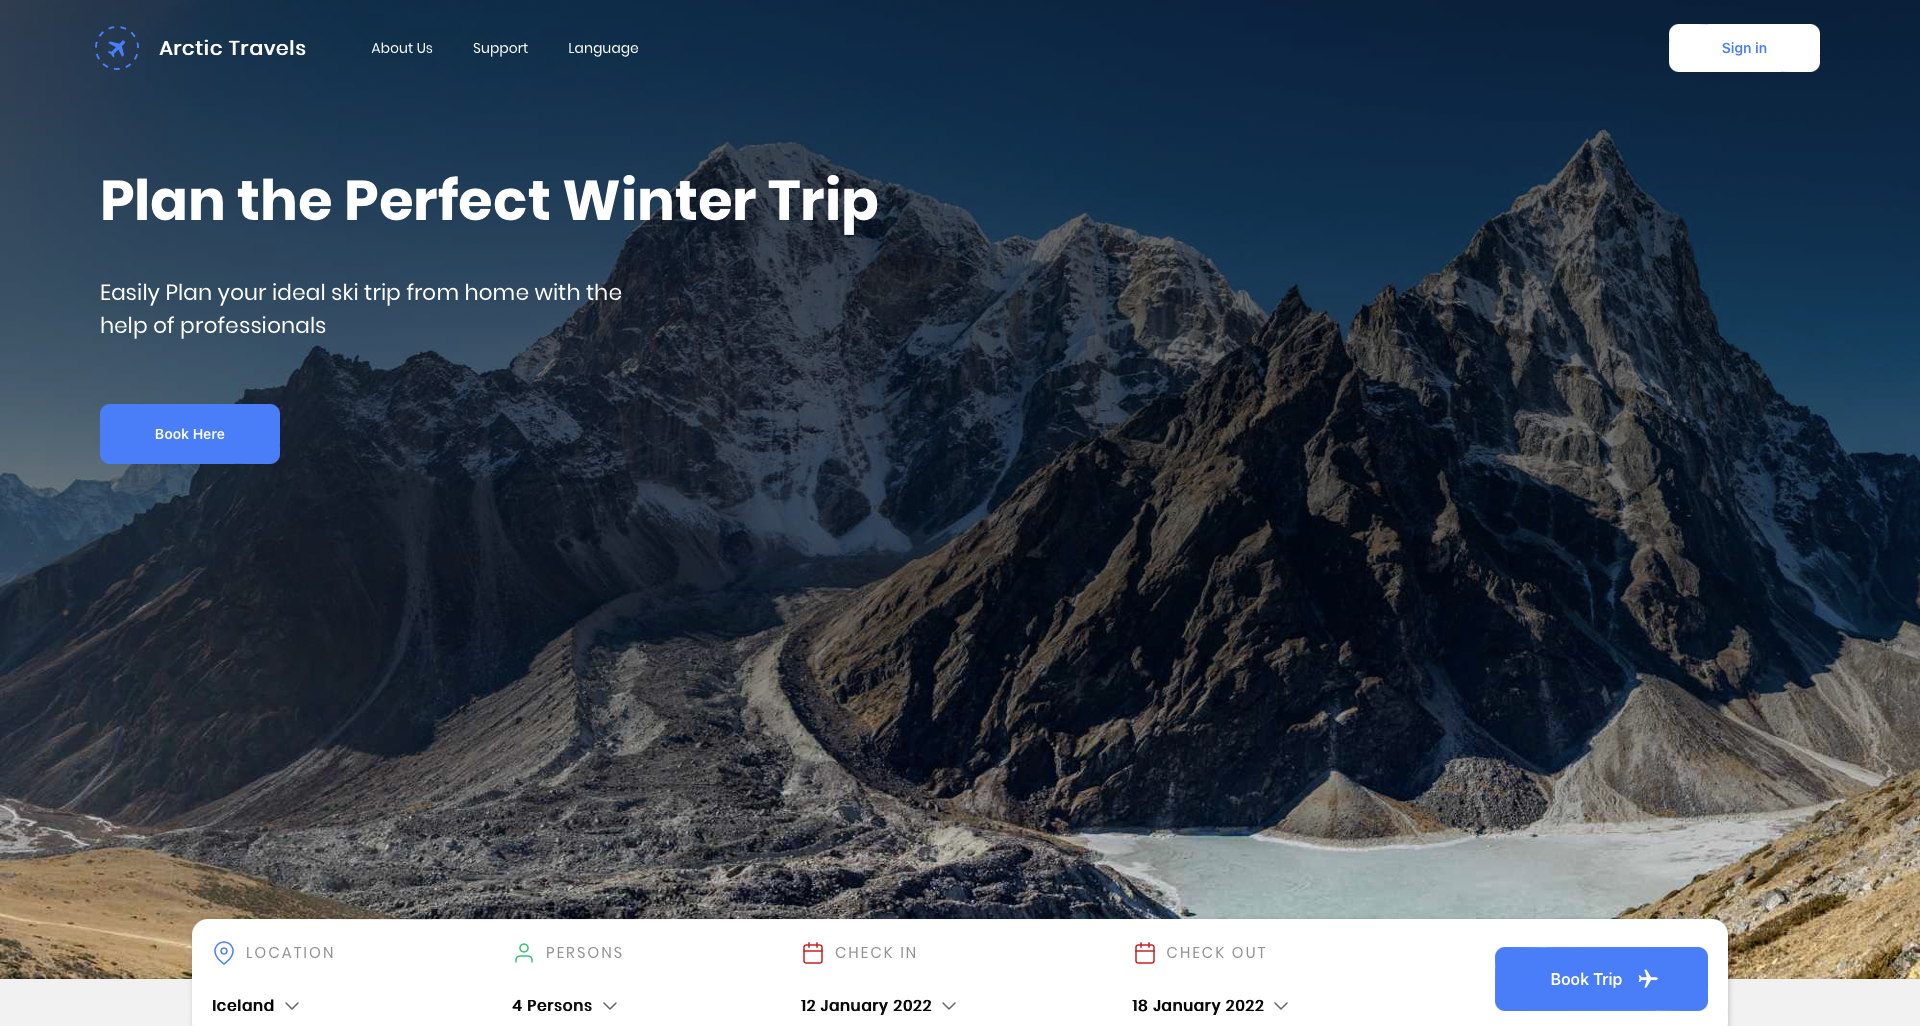 Arctic Travels
About Us
Support
Language
Sign in
Plan the Perfect Winter Trip
Easily Plan your ideal ski trip from home with the
help of professionals
Book Here
LOCATION
PERSONS
CHECK IN
CHECK OUT
Book Trip
Iceland
4 Persons
12 January 2022
18 January 2022